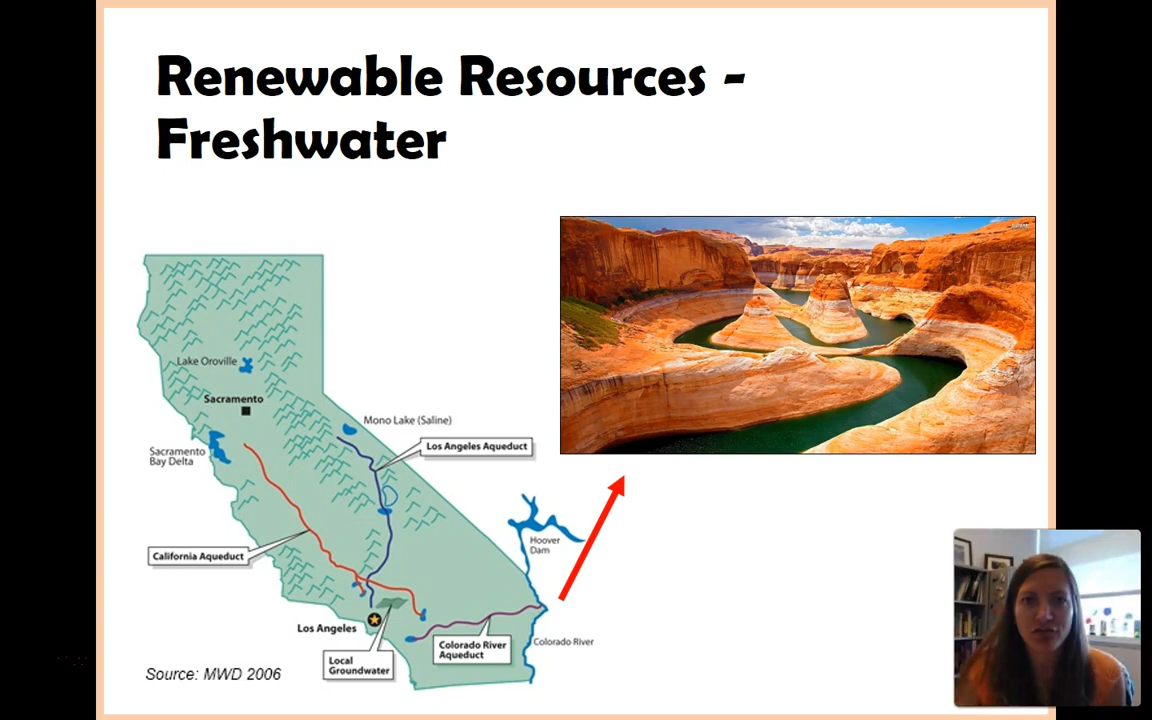 Renewable Resources -
Freshwater
Lake Oroville
Sacramento
Mono Lake (Saline)
Los Angeles Aqueduct
Sacramento
Bay Delta
Hoover
Dam
California Aqueduct
Los Angeles
Colorado River
Aqueduct
Colorado River
Local
Groundwater
Source: MWD 2006